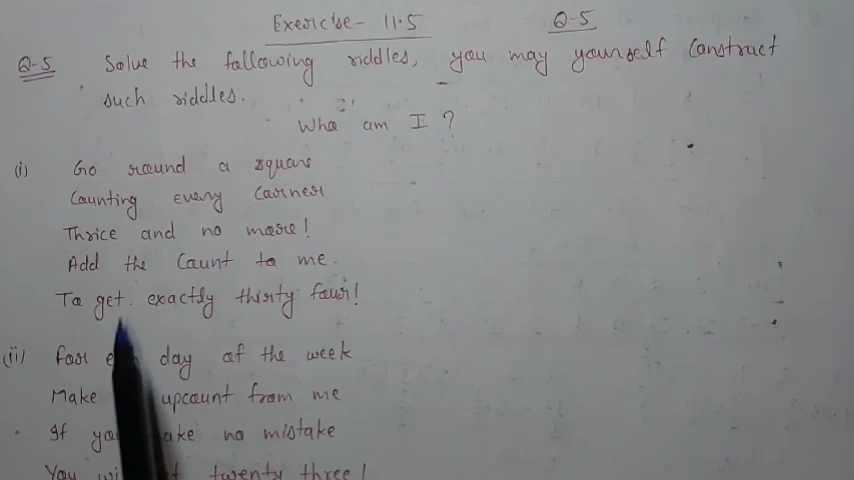 Exercise- 11.5 Q-5
Q-5 Solve the following riddles, you may yourself construct
such riddles.
Who am I ?
(i) Go round a square
Counting every Corner
Thrice and no more!
Add the Count to me.
To get exactly thirty four!
(ii) For day of the week
Make upcount from me
If no mistake
You twenty three!